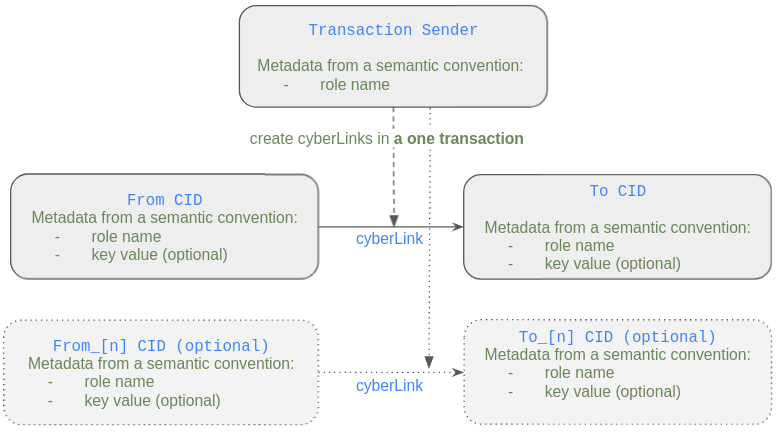 Transaction Sender
Metadata from a semantic convention:
- role name
create cyberLinks in a one transaction
From CID
Metadata from a semantic convention:
- role name
- key value (optional)
To CID
Metadata from a semantic convention:
- role name
- key value (optional)
cyberLink
From_[n] CID (optional)
Metadata from a semantic convention:
- role name
- key value (optional)
To_[n] CID (optional)
Metadata from a semantic convention:
- role name
- key value (optional)
cyberLink